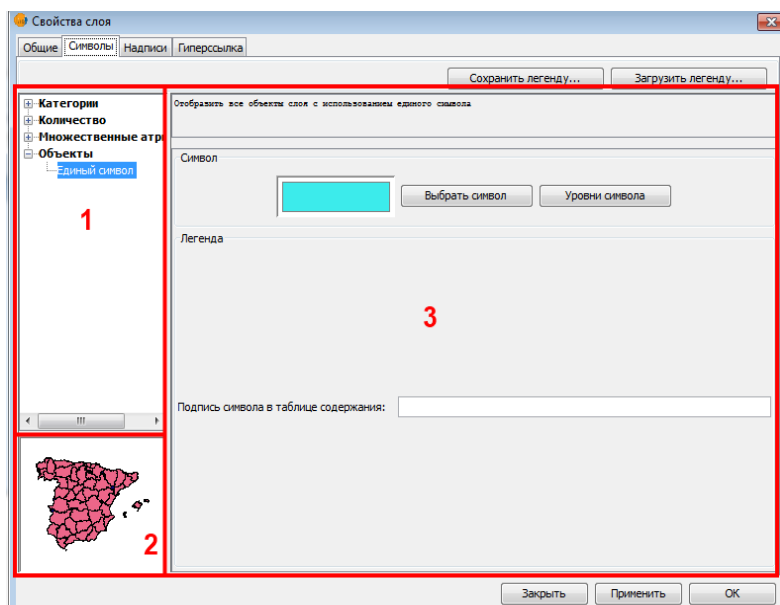 Свойства слоя
Общие Символы Надписи Гиперссылка
Сохранить легенду... Загрузить легенду...
Категории
Количество
Множественные атри
Объекты
Единый символ
1
2
Отобразить все объекты слоя с использованием единого символа
Символ
Выбрать символ Уровни символа
Легенда
3
Подпись символа в таблице содержания:
Закрыть Применить OK